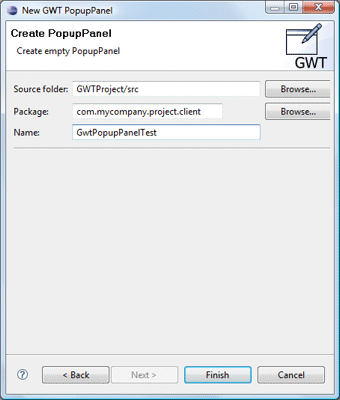 New GWT PopupPanel
Create PopupPanel
Create empty PopupPanel
GWT
Source folder: GWTProject/src Browse...
Package: com.mycompany.project.client Browse...
Name: GwtPopupPanelTest
? < Back Next > Finish Cancel